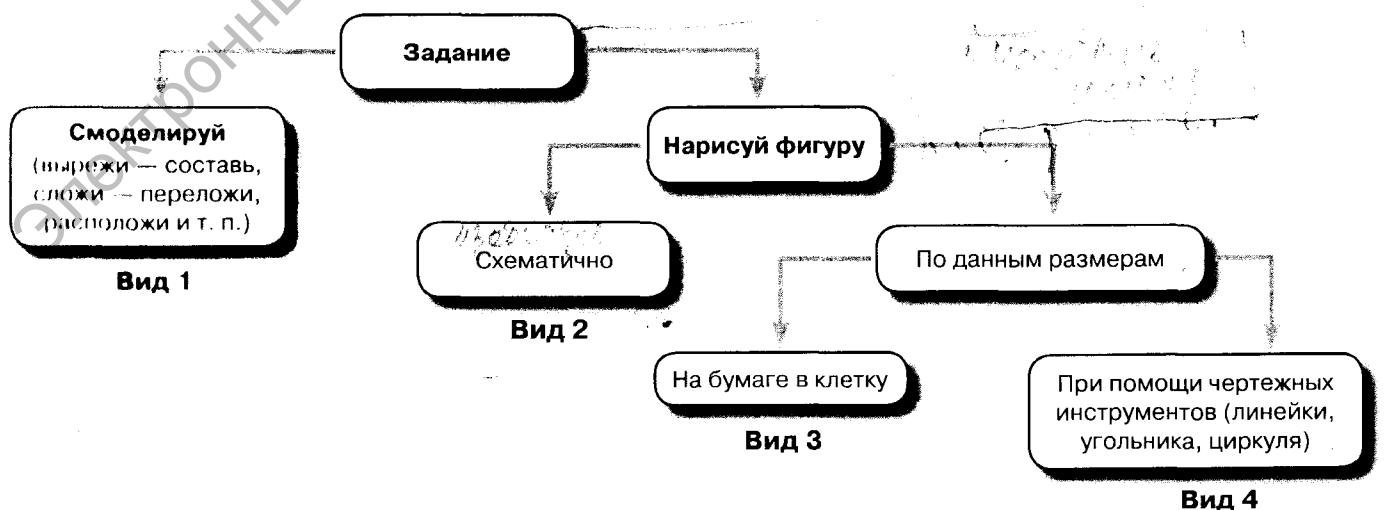 Электронны
Задание
Смоделируй
(вырежи — составь,
сложи — переложи,
расположи и т. п.)
Вид 1
Нарисуй фигуру
Схематично
Вид 2
По данным размерам
На бумаге в клетку
Вид 3
При помощи чертежных
инструментов (линейки,
угольника, циркуля)
Вид 4